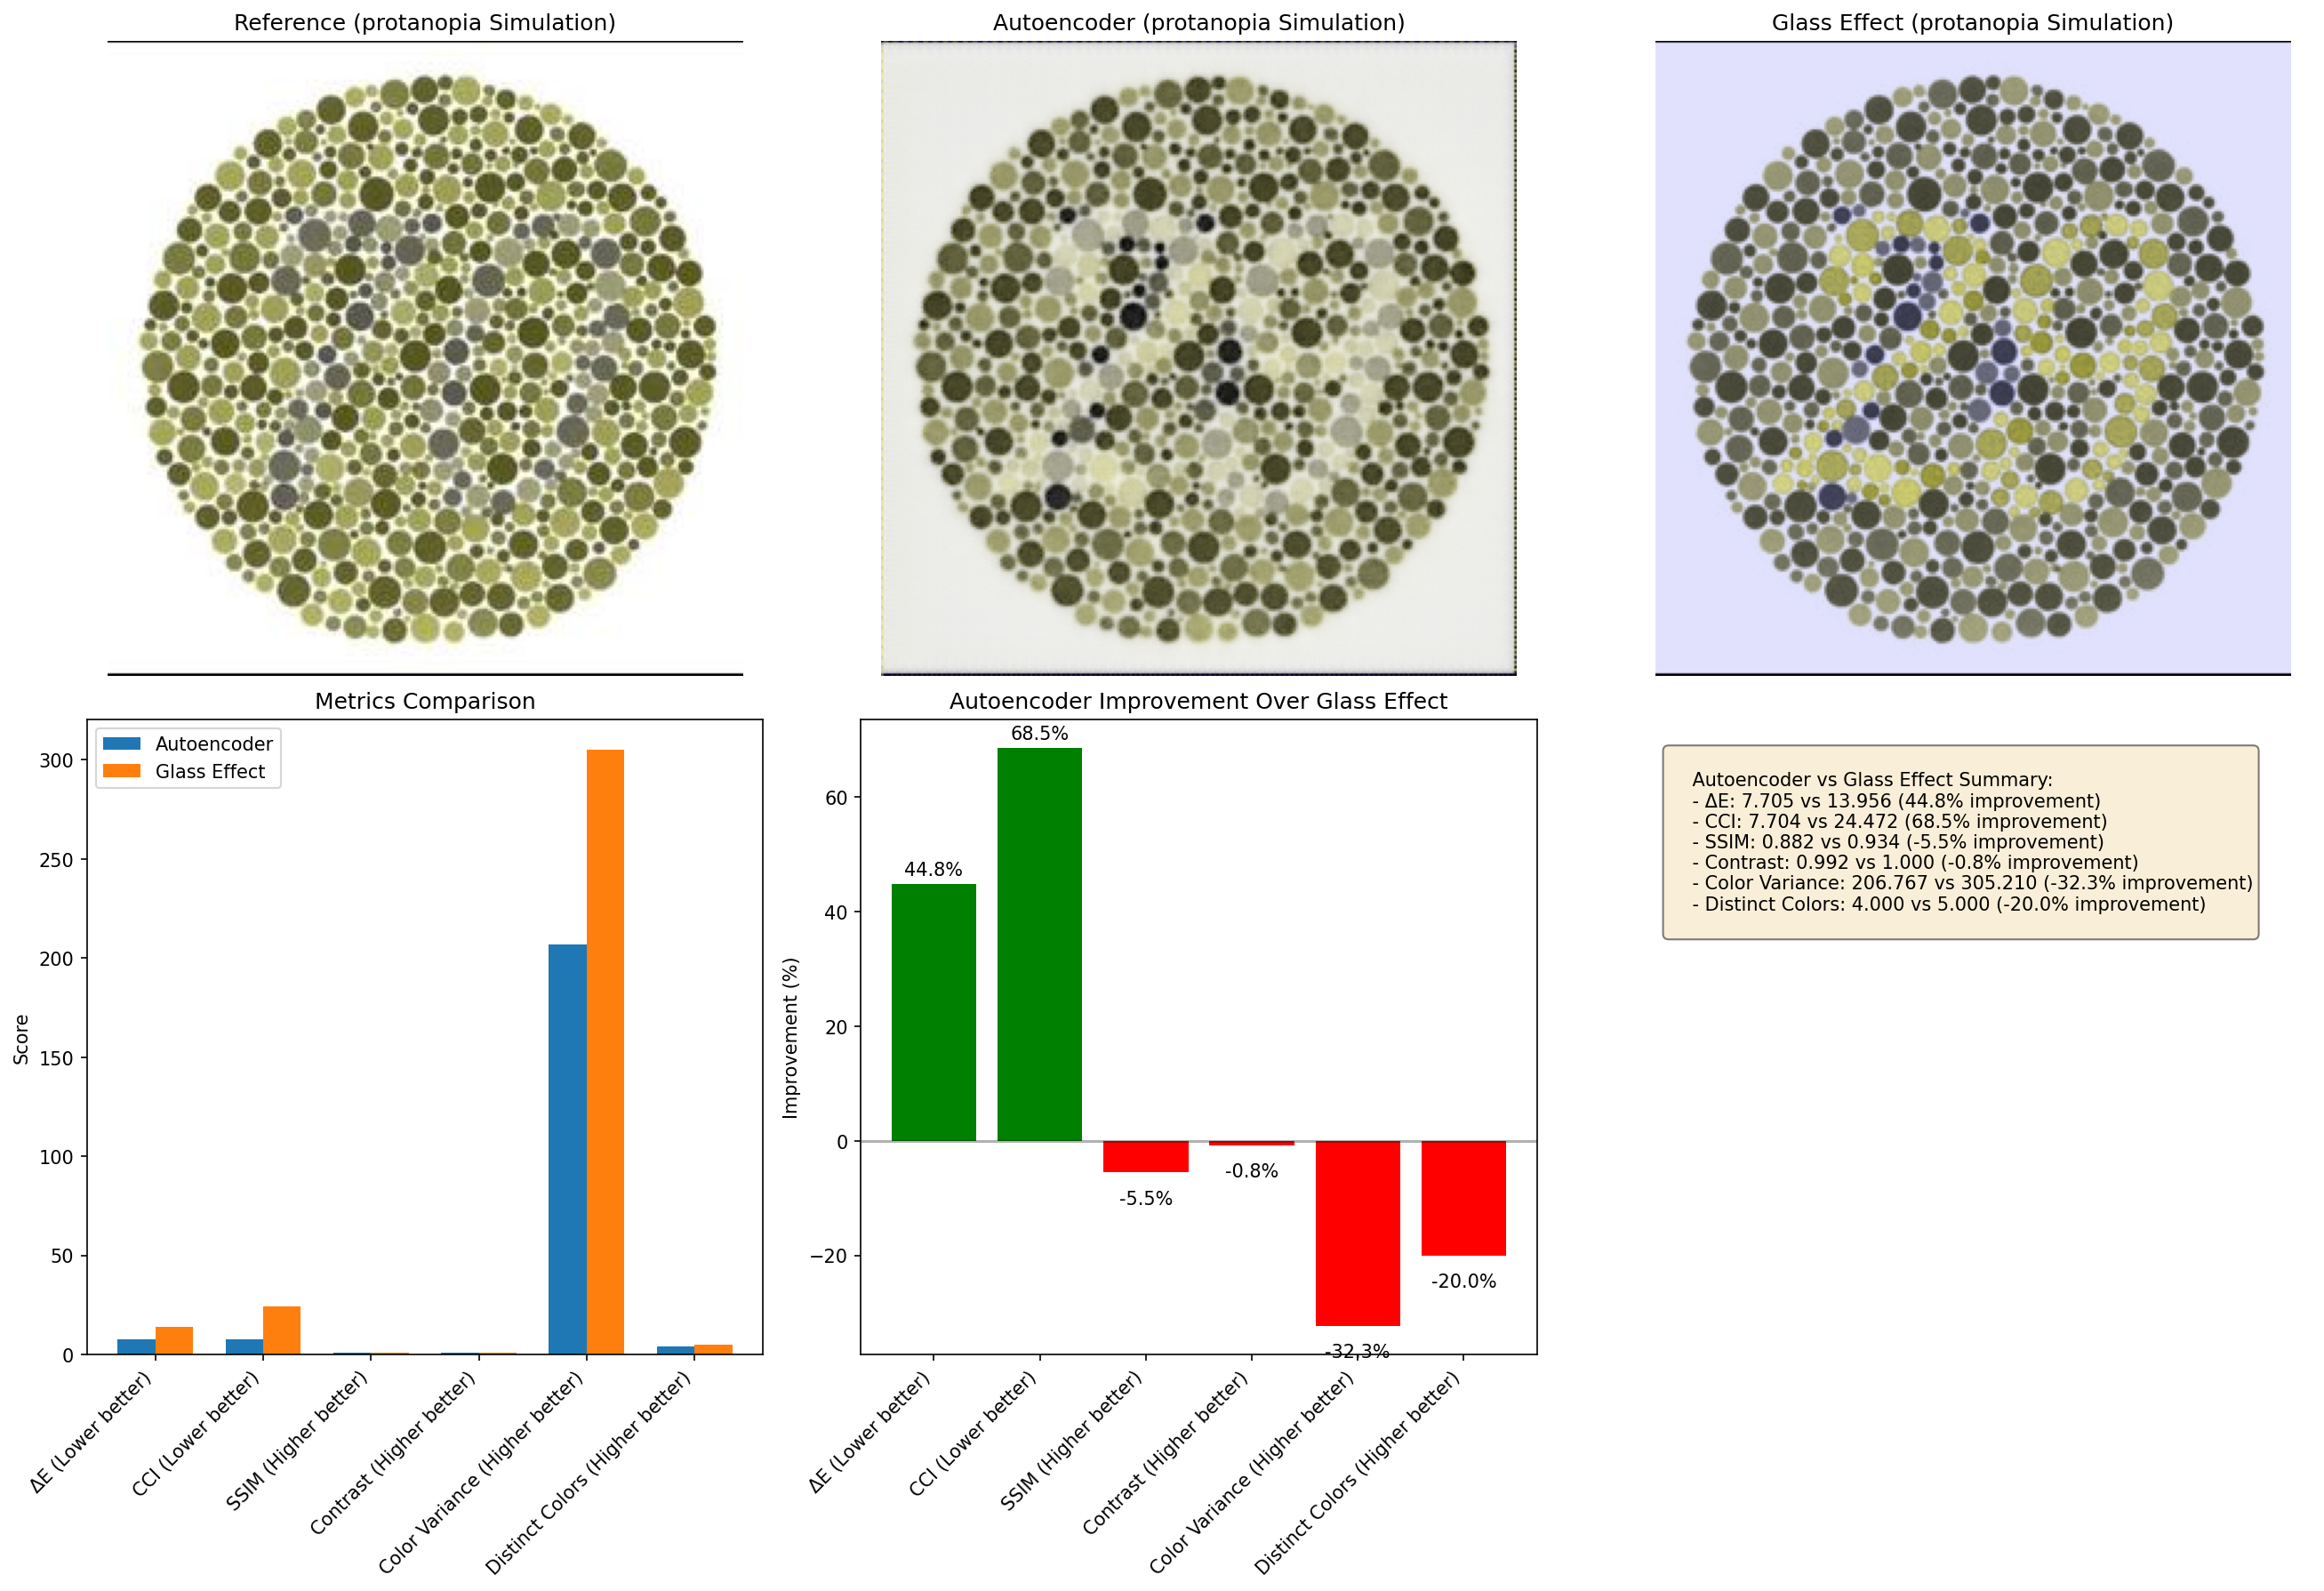 Reference (protanopia Simulation)
Autoencoder (protanopia Simulation)
Glass Effect (protanopia Simulation)
Metrics Comparison
Autoencoder
Glass Effect
Score
300
250
200
150
100
50
0
ΔE (Lower better)
CCI (Lower better)
SSIM (Higher better)
Contrast (Higher better)
Color Variance (Higher better)
Distinct Colors (Higher better)
Autoencoder Improvement Over Glass Effect
Improvement (%)
60
40
20
0
−20
44.8%
68.5%
-5.5%
-0.8%
-32.3%
-20.0%
ΔE (Lower better)
CCI (Lower better)
SSIM (Higher better)
Contrast (Higher better)
Color Variance (Higher better)
Distinct Colors (Higher better)
Autoencoder vs Glass Effect Summary:
- ΔE: 7.705 vs 13.956 (44.8% improvement)
- CCI: 7.704 vs 24.472 (68.5% improvement)
- SSIM: 0.882 vs 0.934 (-5.5% improvement)
- Contrast: 0.992 vs 1.000 (-0.8% improvement)
- Color Variance: 206.767 vs 305.210 (-32.3% improvement)
- Distinct Colors: 4.000 vs 5.000 (-20.0% improvement)